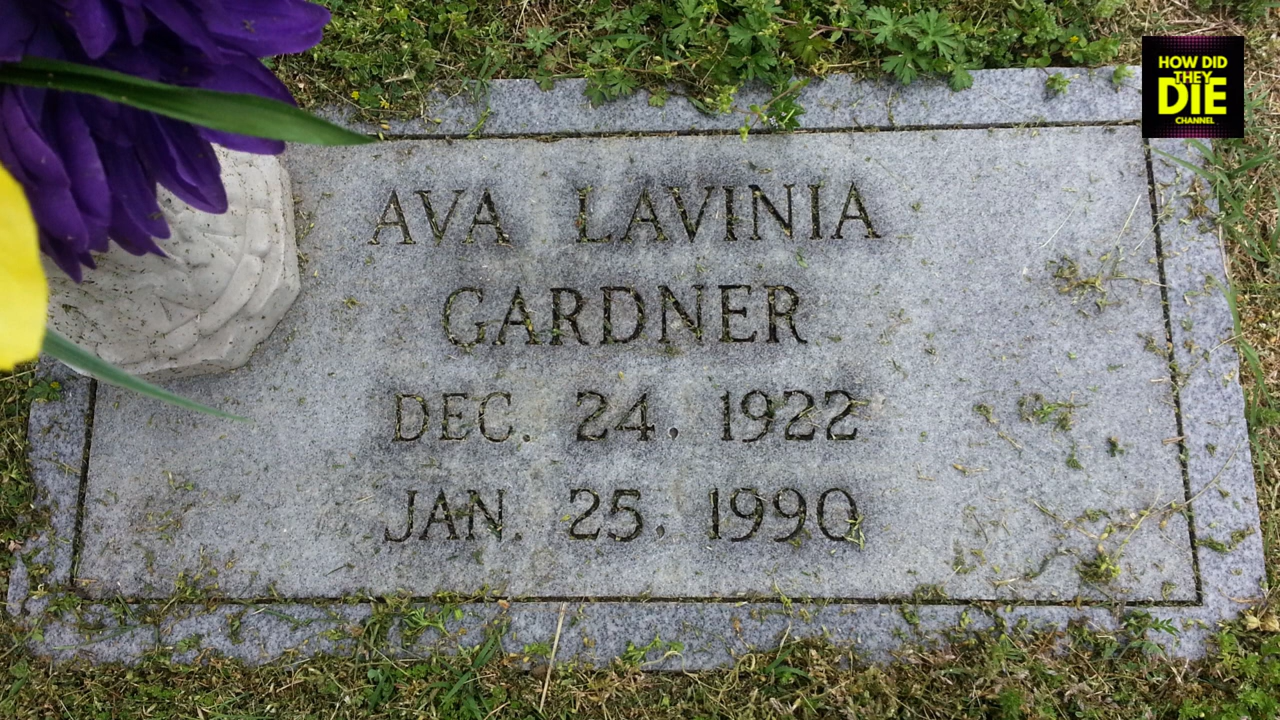 HOW DID
THEY
DIE
CHANNEL
AVA LAVINIA
GARDNER
DEC. 24. 1922
JAN. 25. 1990